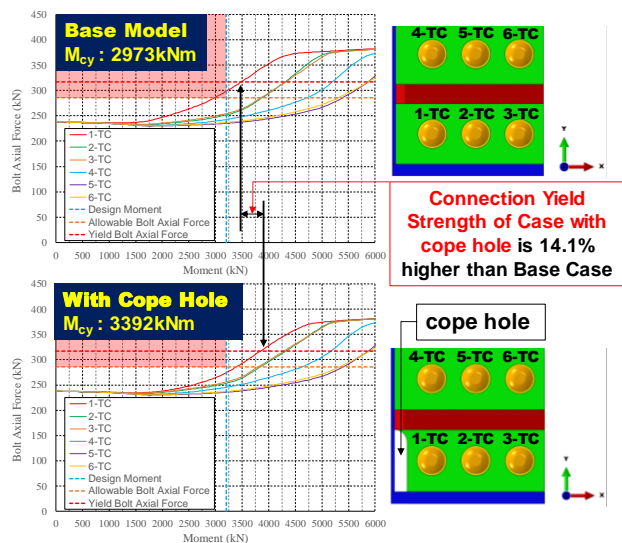 Base Model
Mcy : 2973kNm
Bolt Axial Force (kN)
450
400
350
300
250
200
150
100
50
0
1-TC
2-TC
3-TC
4-TC
5-TC
6-TC
Design Moment
Allowable Bolt Axial Force
Yield Bolt Axial Force
0 500 1000 1500 2000 2500 3000 3500 4000 4500 5000 5500 6000
Moment (kN)
4-TC 5-TC 6-TC
1-TC 2-TC 3-TC
Y
X
Connection Yield
Strength of Case with
cope hole is 14.1%
higher than Base Case
With Cope Hole
Mcy : 3392kNm
Bolt Axial Force (kN)
450
400
350
300
250
200
150
100
50
0
1-TC
2-TC
3-TC
4-TC
5-TC
6-TC
Design Moment
Allowable Bolt Axial Force
Yield Bolt Axial Force
0 500 1000 1500 2000 2500 3000 3500 4000 4500 5000 5500 6000
Moment (kN)
cope hole
4-TC 5-TC 6-TC
1-TC 2-TC 3-TC
Y
X